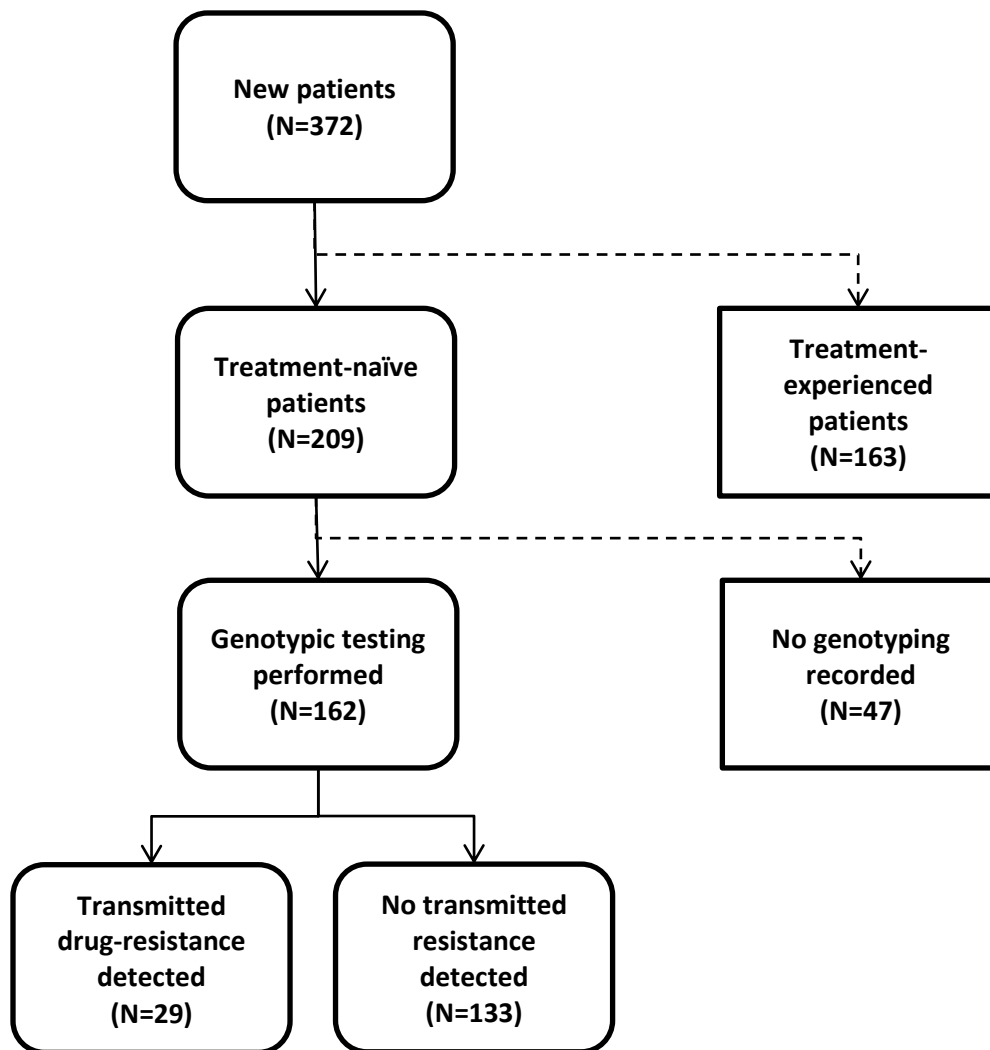 New patients
(N=372)
Treatment-naïve
patients
(N=209)
Treatment-
experienced
patients
(N=163)
Genotypic testing
performed
(N=162)
No genotyping
recorded
(N=47)
Transmitted
drug-resistance
detected
(N=29)
No transmitted
resistance
detected
(N=133)